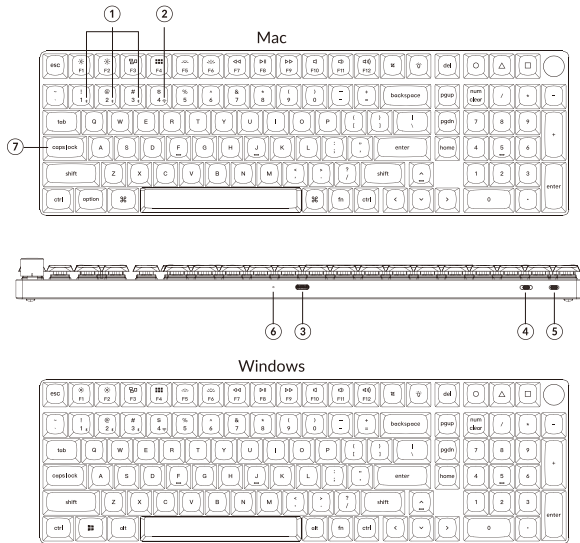 ① ②
Mac
esc F1 F2 F3 F4 F5 F6 F7 F8 F9 F10 F11 F12 del
~ ` ! 1 @ 2 # 3 $ 4 % 5 ^ 6 & 7 * 8 ( 9 ) 0 _ - + = backspace pgup num clear / * -
tab Q W E R T Y U I O P { [ } ] | \ pgdn 7 8 9 +
⑦ caps lock A S D F G H J K L : ; " ' enter home 4 5 6
shift Z X C V B N M < , > . ? / shift 1 2 3 enter
ctrl option ⌘ ⌘ fn ctrl 0 .
⑥ ③ ④ ⑤
Windows
esc F1 F2 F3 F4 F5 F6 F7 F8 F9 F10 F11 F12 del
~ ` ! 1 @ 2 # 3 $ 4 % 5 ^ 6 & 7 * 8 ( 9 ) 0 _ - + = backspace pgup num clear / * -
tab Q W E R T Y U I O P { [ } ] | \ pgdn 7 8 9 +
caps lock A S D F G H J K L : ; " ' enter home 4 5 6
shift Z X C V B N M < , > . ? / shift 1 2 3 enter
ctrl alt alt fn ctrl 0 .